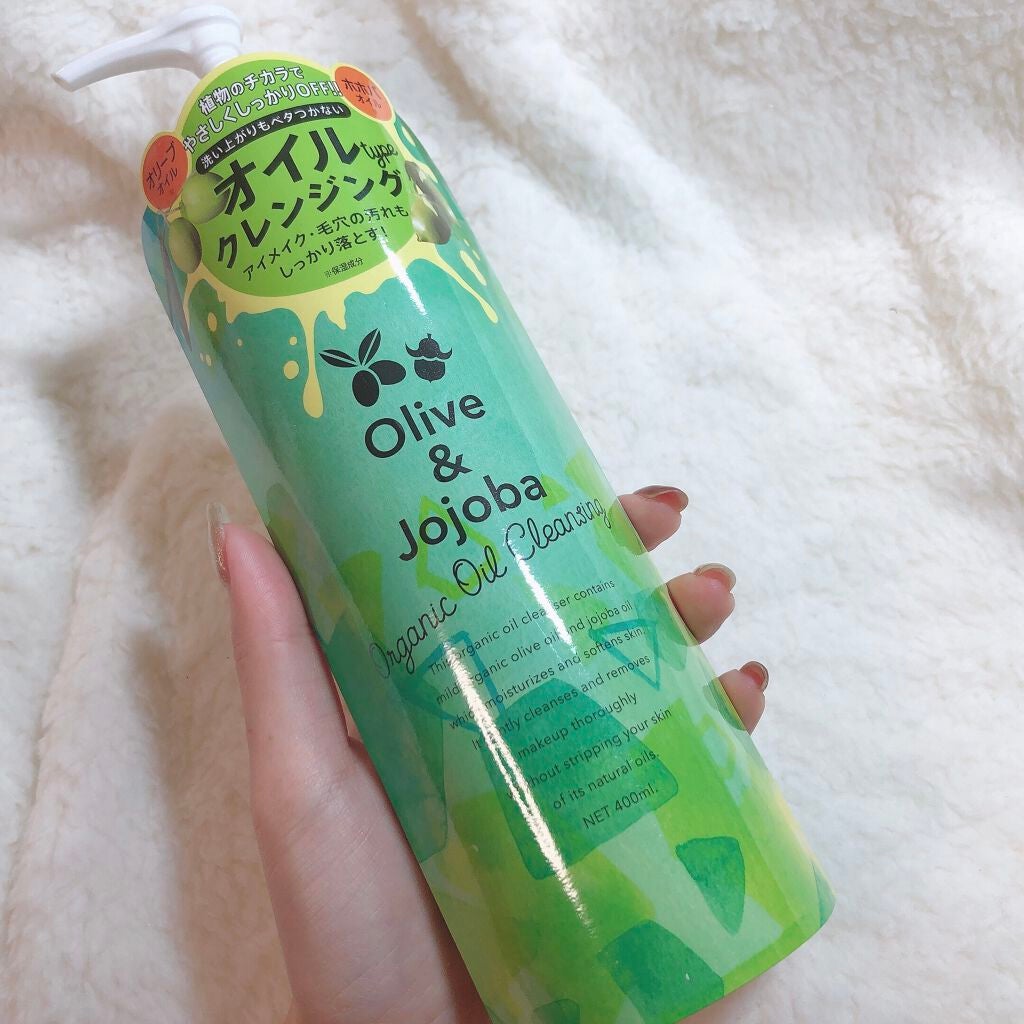 植物のチカラで
やさしくしっかりOFF!!
洗い上がりもベタつかない
オリーブ
オイル
ホホバ
オイル
オイルtype
クレンジング
アイメイク・毛穴の汚れも
しっかり落とす!
※保湿成分
Olive
&
Jojoba
Organic Oil Cleansing
This organic oil cleanser contains
mild organic olive oil and jojoba oil
which moisturizes and softens skin.
It gently cleanses and removes
makeup thoroughly
without stripping your skin
of its natural oils.
NET 400ml.